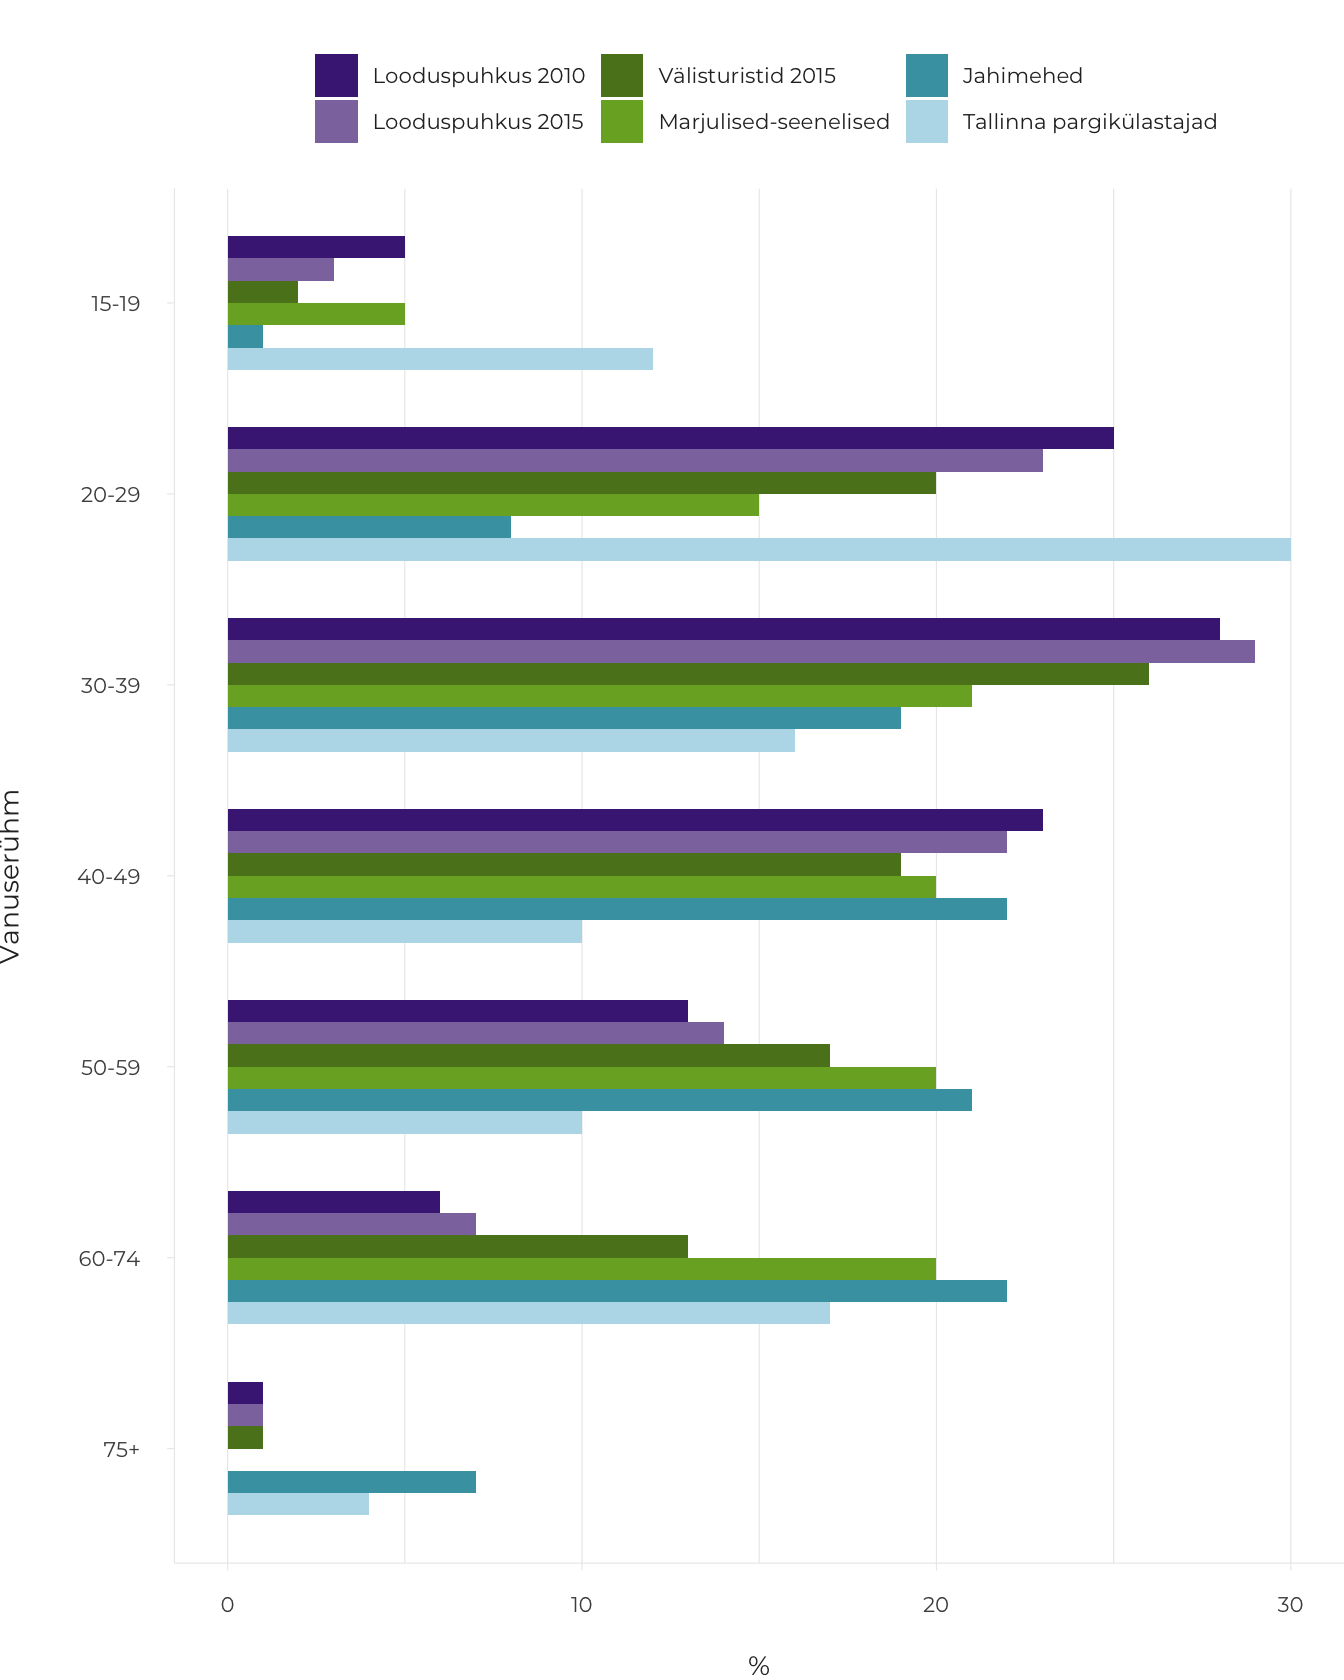 Looduspuhkus 2010
Välisturistid 2015
Jahimehed
Looduspuhkus 2015
Marjulised-seenelised
Tallinna pargikülastajad
15-19
20-29
30-39
40-49
50-59
60-74
75+
Vanuserühm
0
10
20
30
%